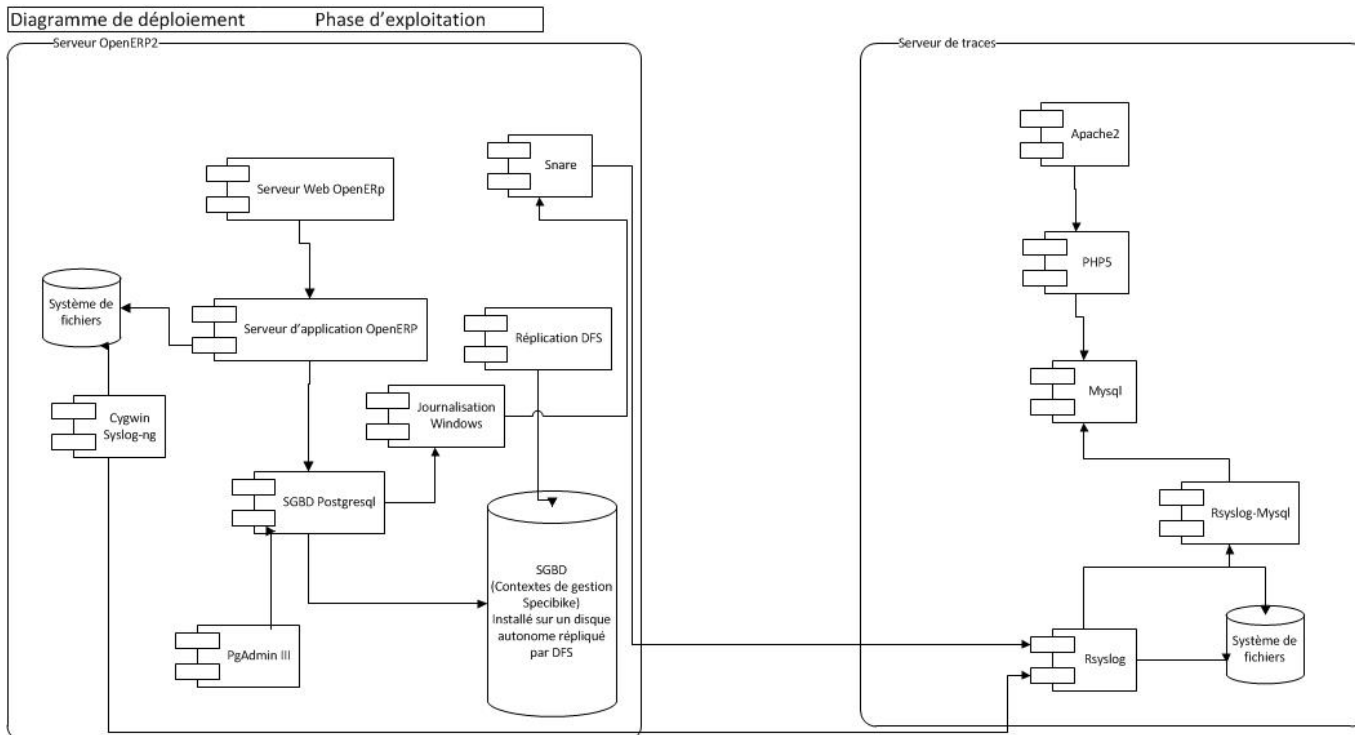 Diagramme de déploiement Phase d'exploitation
Serveur OpenERP2
Serveur de traces
Apache2
Snare
Serveur Web OpenERp
PHP5
Système de
fichiers
Serveur d'application OpenERP
Réplication DFS
Mysql
Journalisation
Windows
Cygwin
Syslog-ng
SGBD Postgresql
Rsyslog-Mysql
SGBD
(Contextes de gestion
Specibike)
Installé sur un disque
autonome répliqué
par DFS
PgAdmin III
Rsyslog
Système de
fichiers